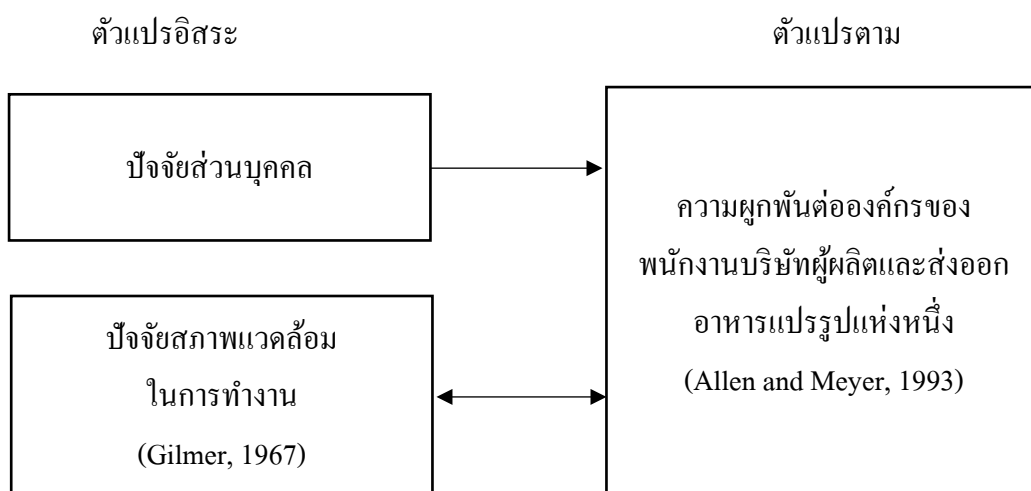 ตัวแปรอิสระ
ตัวแปรตาม
ปัจจัยส่วนบุคคล
ปัจจัยสภาพแวดล้อม
ในการทำงาน
(Gilmer, 1967)
ความผูกพันต่อองค์กรของ
พนักงานบริษัทผู้ผลิตและส่งออก
อาหารแปรรูปแห่งหนึ่ง
(Allen and Meyer, 1993)